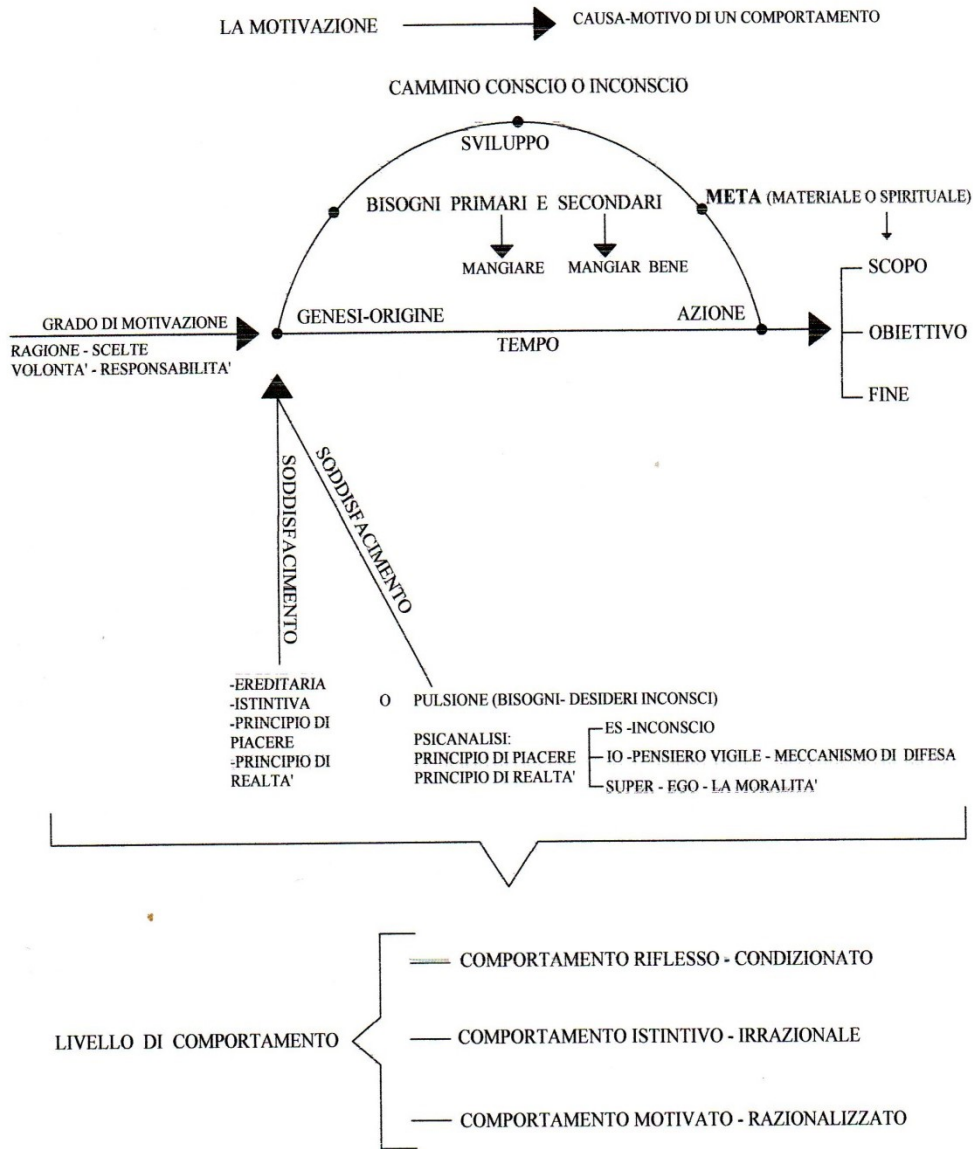 LA MOTIVAZIONE
CAUSA-MOTIVO DI UN COMPORTAMENTO
CAMMINO CONSCIO O INCONSCIO
SVILUPPO
BISOGNI PRIMARI E SECONDARI
META (MATERIALE O SPIRITUALE)
MANGIARE
MANGIAR BENE
SCOPO
GRADO DI MOTIVAZIONE
GENESI-ORIGINE
AZIONE
TEMPO
OBIETTIVO
RAGIONE - SCELTE
VOLONTA' - RESPONSABILITA'
FINE
SODDISFACIMENTO
SODDISFACIMENTO
-EREDITARIA
-ISTINTIVA
-PRINCIPIO DI
PIACERE
-PRINCIPIO DI
REALTA'
O PULSIONE (BISOGNI- DESIDERI INCONSCI)
PSICANALISI:
PRINCIPIO DI PIACERE
PRINCIPIO DI REALTA'
ES -INCONSCIO
IO -PENSIERO VIGILE - MECCANISMO DI DIFESA
SUPER - EGO - LA MORALITA'
LIVELLO DI COMPORTAMENTO
COMPORTAMENTO RIFLESSO - CONDIZIONATO
COMPORTAMENTO ISTINTIVO - IRRAZIONALE
COMPORTAMENTO MOTIVATO - RAZIONALIZZATO